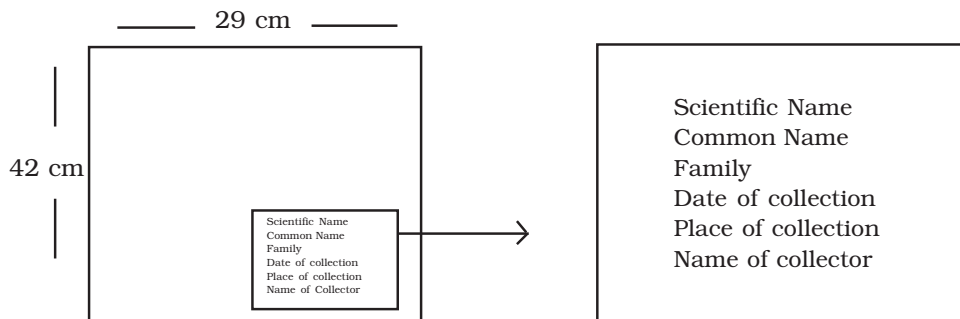 29 cm
42 cm
Scientific Name
Common Name
Family
Date of collection
Place of collection
Name of Collector
Scientific Name
Common Name
Family
Date of collection
Place of collection
Name of collector